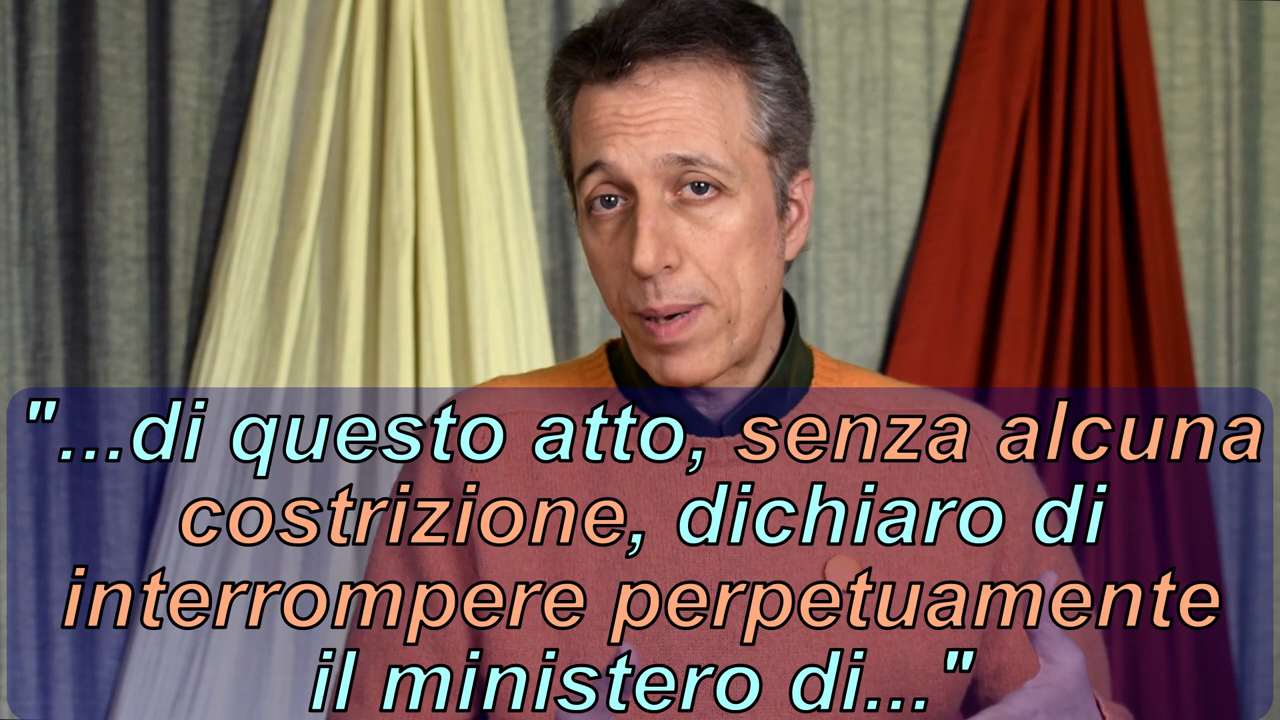 "...di questo atto, senza alcuna
costrizione, dichiaro di
interrompere perpetuamente
il ministero di..."